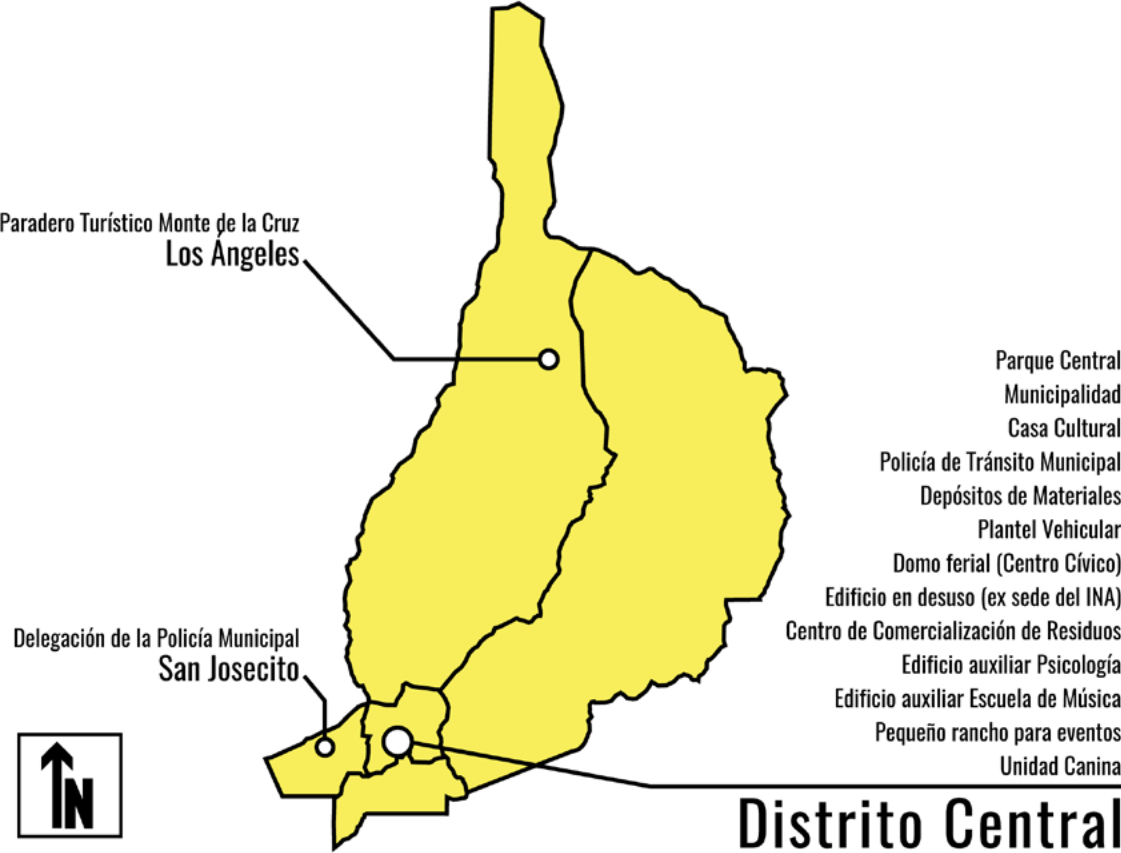 Paradero Turístico Monte de la Cruz
Los Ángeles
Parque Central
Municipalidad
Casa Cultural
Policía de Tránsito Municipal
Depósitos de Materiales
Plantel Vehicular
Domo ferial (Centro Cívico)
Edificio en desuso (ex sede del INA)
Centro de Comercialización de Residuos
Edificio auxiliar Psicología
Edificio auxiliar Escuela de Música
Pequeño rancho para eventos
Unidad Canina
Distrito Central
Delegación de la Policía Municipal
San Josecito
N